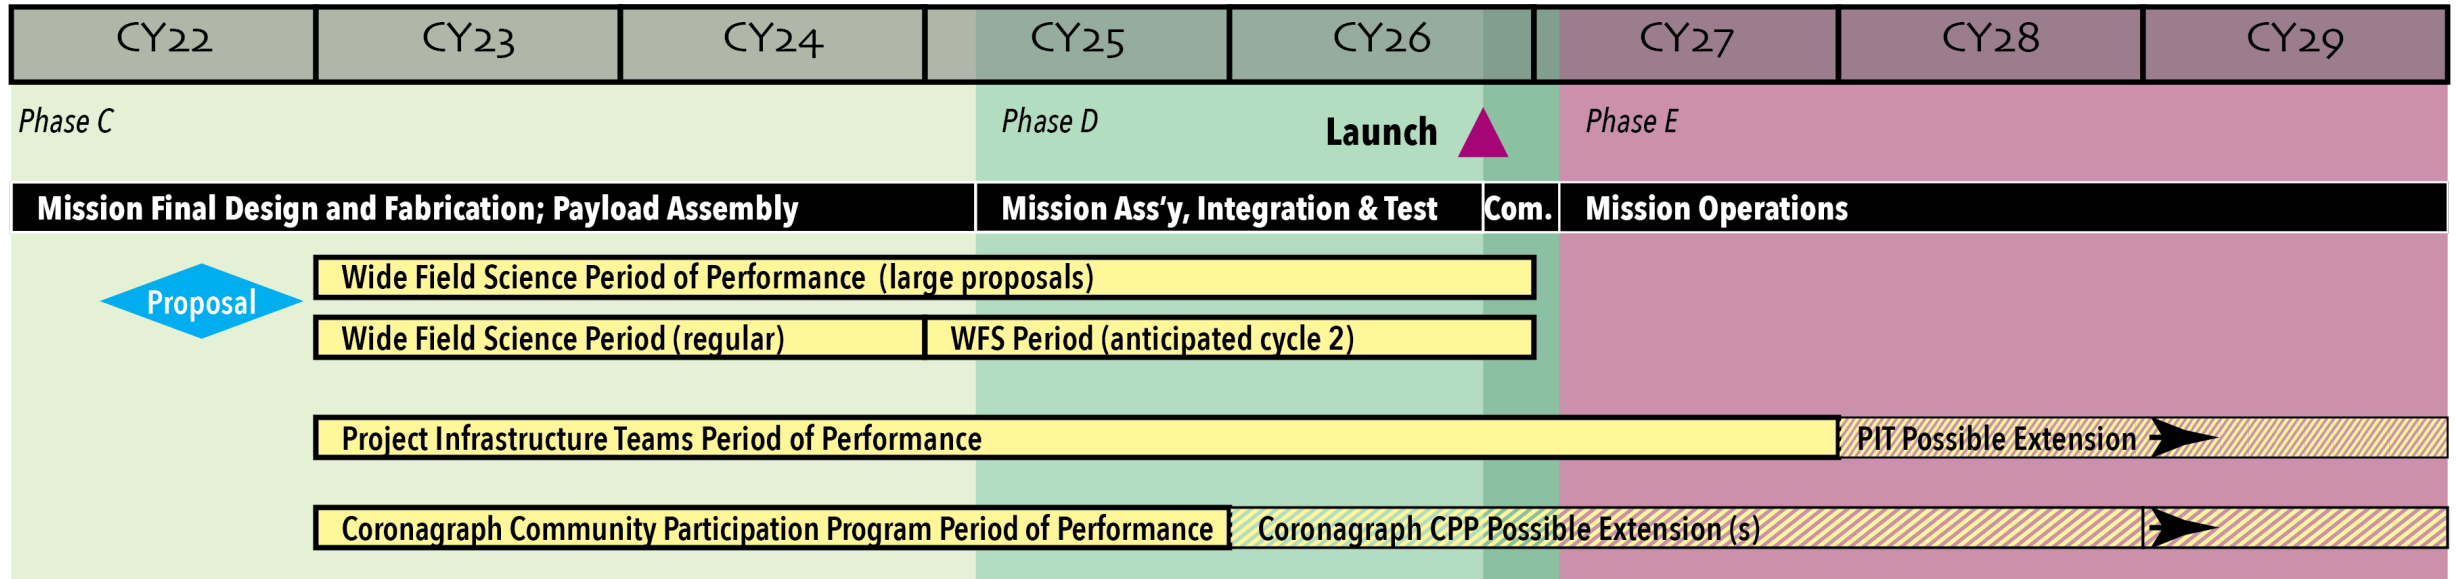 CY22 CY23 CY24 CY25 CY26 CY27 CY28 CY29
Phase C Phase D Launch Phase E
Mission Final Design and Fabrication; Payload Assembly Mission Ass'y, Integration & Test Com. Mission Operations
Wide Field Science Period of Performance (large proposals)
Proposal
Wide Field Science Period (regular) WFS Period (anticipated cycle 2)
Project Infrastructure Teams Period of Performance PIT Possible Extension
Coronagraph Community Participation Program Period of Performance Coronagraph CPP Possible Extension (s)